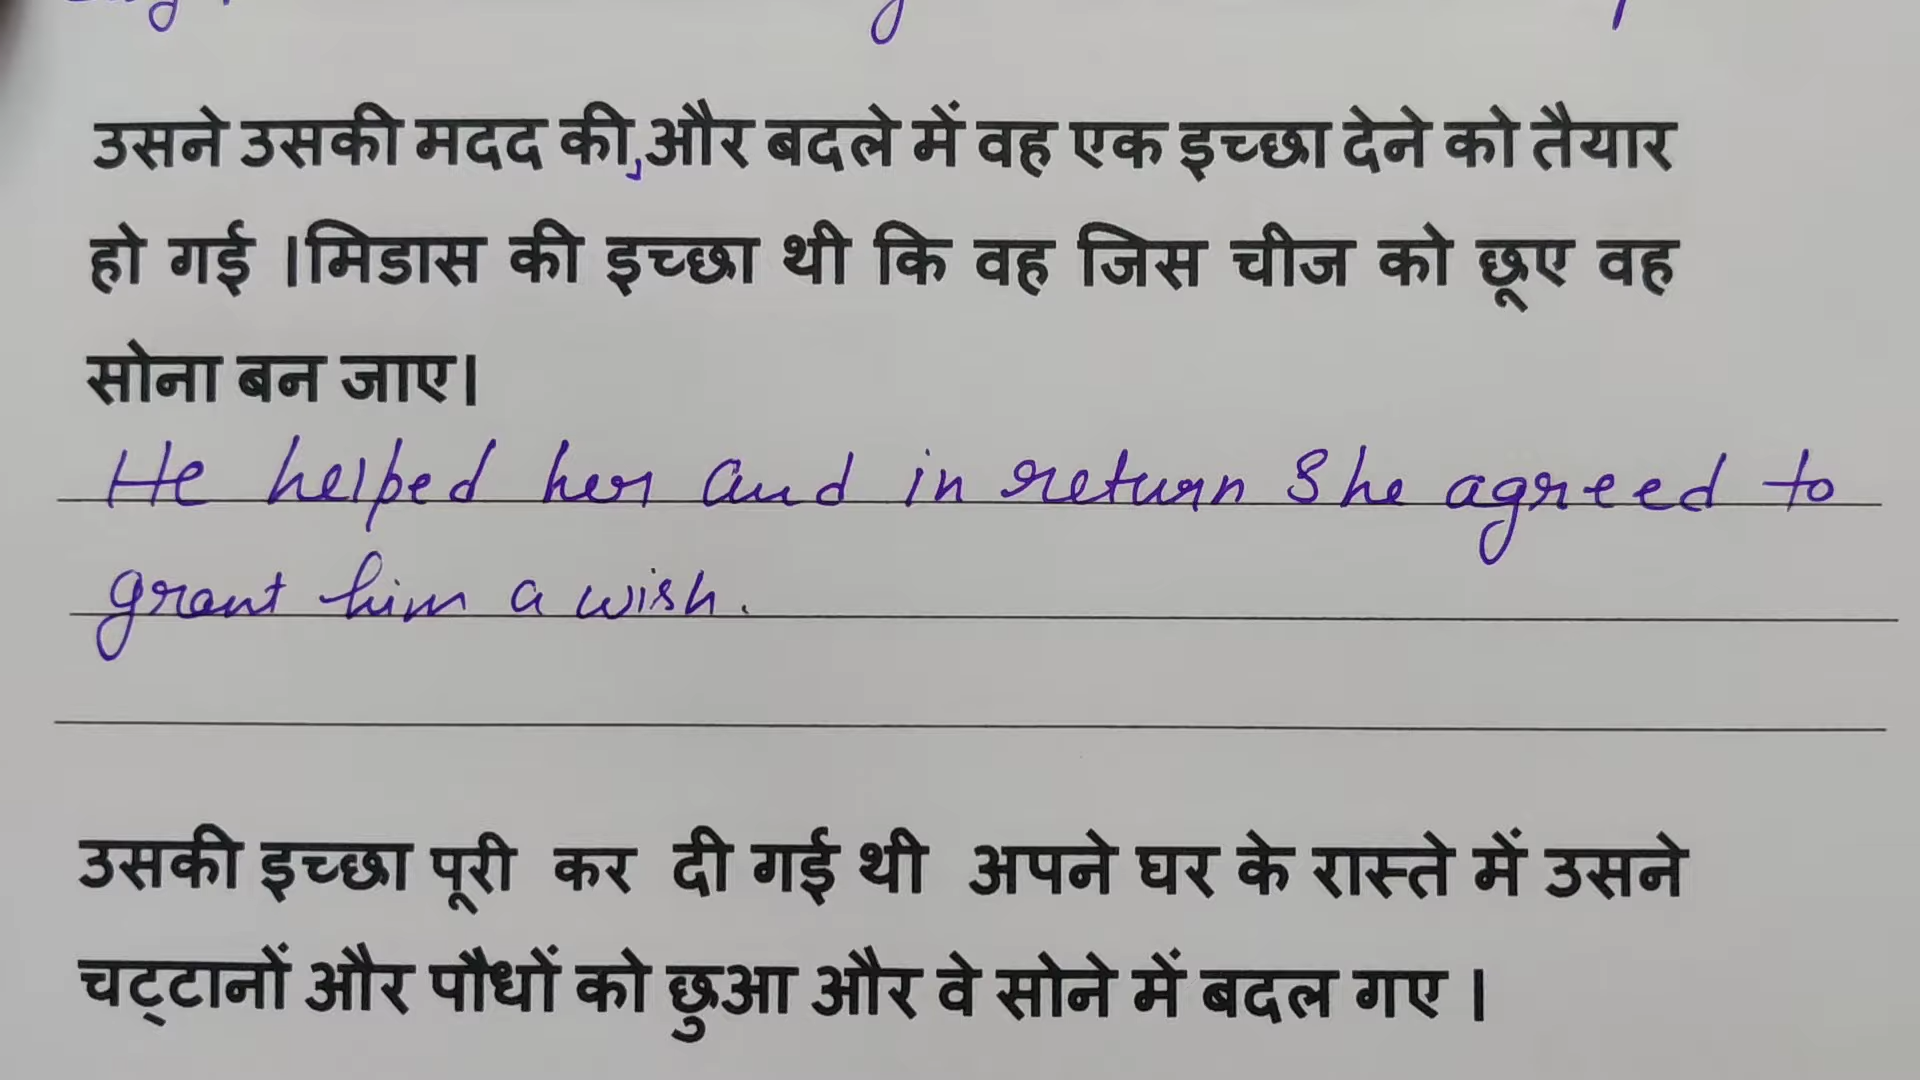 उसने उसकी मदद की,और बदले में वह एक इच्छा देने को तैयार
हो गई ।मिडास की इच्छा थी कि वह जिस चीज को छूए वह
सोना बन जाए।
He helped her and in return She agreed to
grant him a wish.
उसकी इच्छा पूरी कर दी गई थी अपने घर के रास्ते में उसने
चट्‌टानों और पौधों को छुआ और वे सोने में बदल गए ।